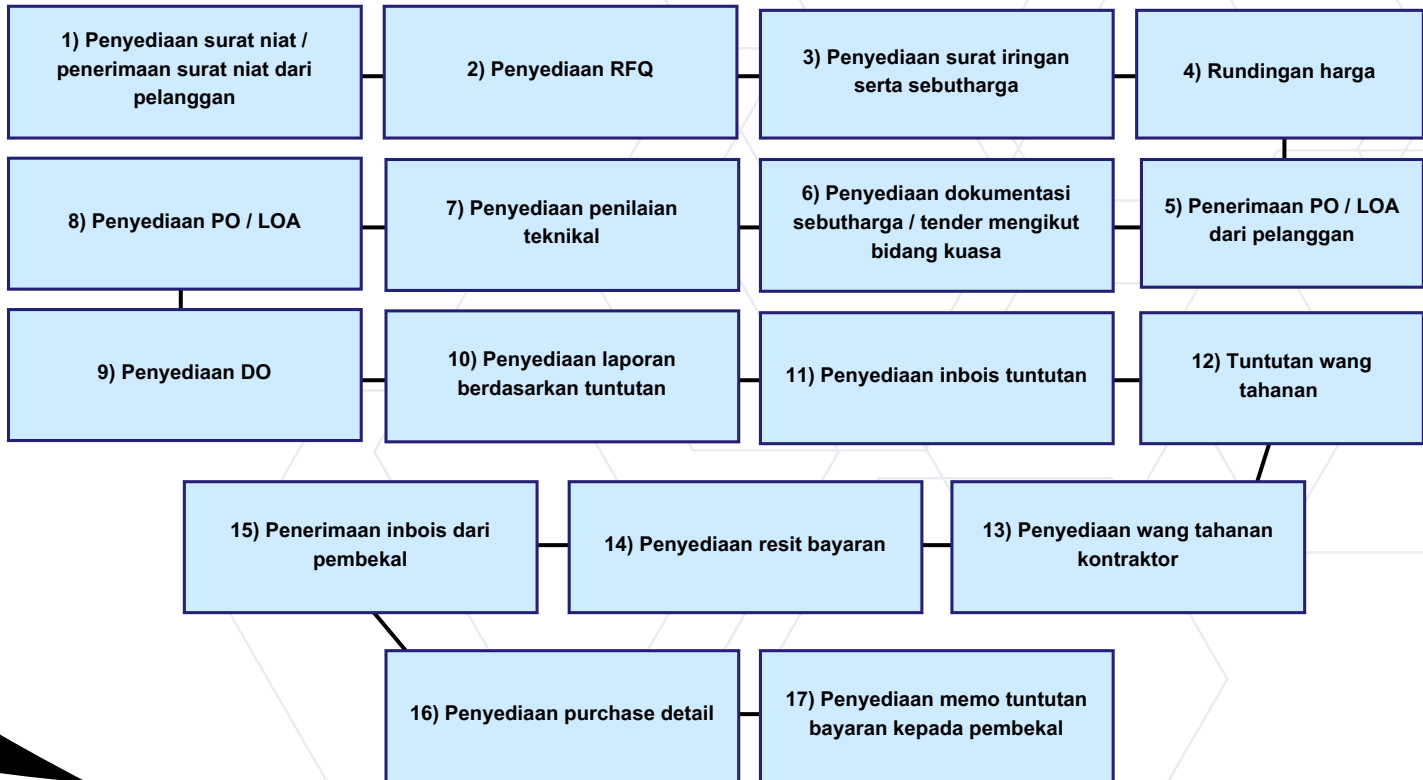 1) Penyediaan surat niat /
penerimaan surat niat dari
pelanggan
2) Penyediaan RFQ
3) Penyediaan surat iringan
serta sebutharga
4) Rundingan harga
5) Penerimaan PO / LOA
dari pelanggan
6) Penyediaan dokumentasi
sebutharga / tender mengikut
bidang kuasa
7) Penyediaan penilaian
teknikal
8) Penyediaan PO / LOA
9) Penyediaan DO
10) Penyediaan laporan
berdasarkan tuntutan
11) Penyediaan inbois tuntutan
12) Tuntutan wang
tahanan
13) Penyediaan wang tahanan
kontraktor
14) Penyediaan resit bayaran
15) Penerimaan inbois dari
pembekal
16) Penyediaan purchase detail
17) Penyediaan memo tuntutan
bayaran kepada pembekal